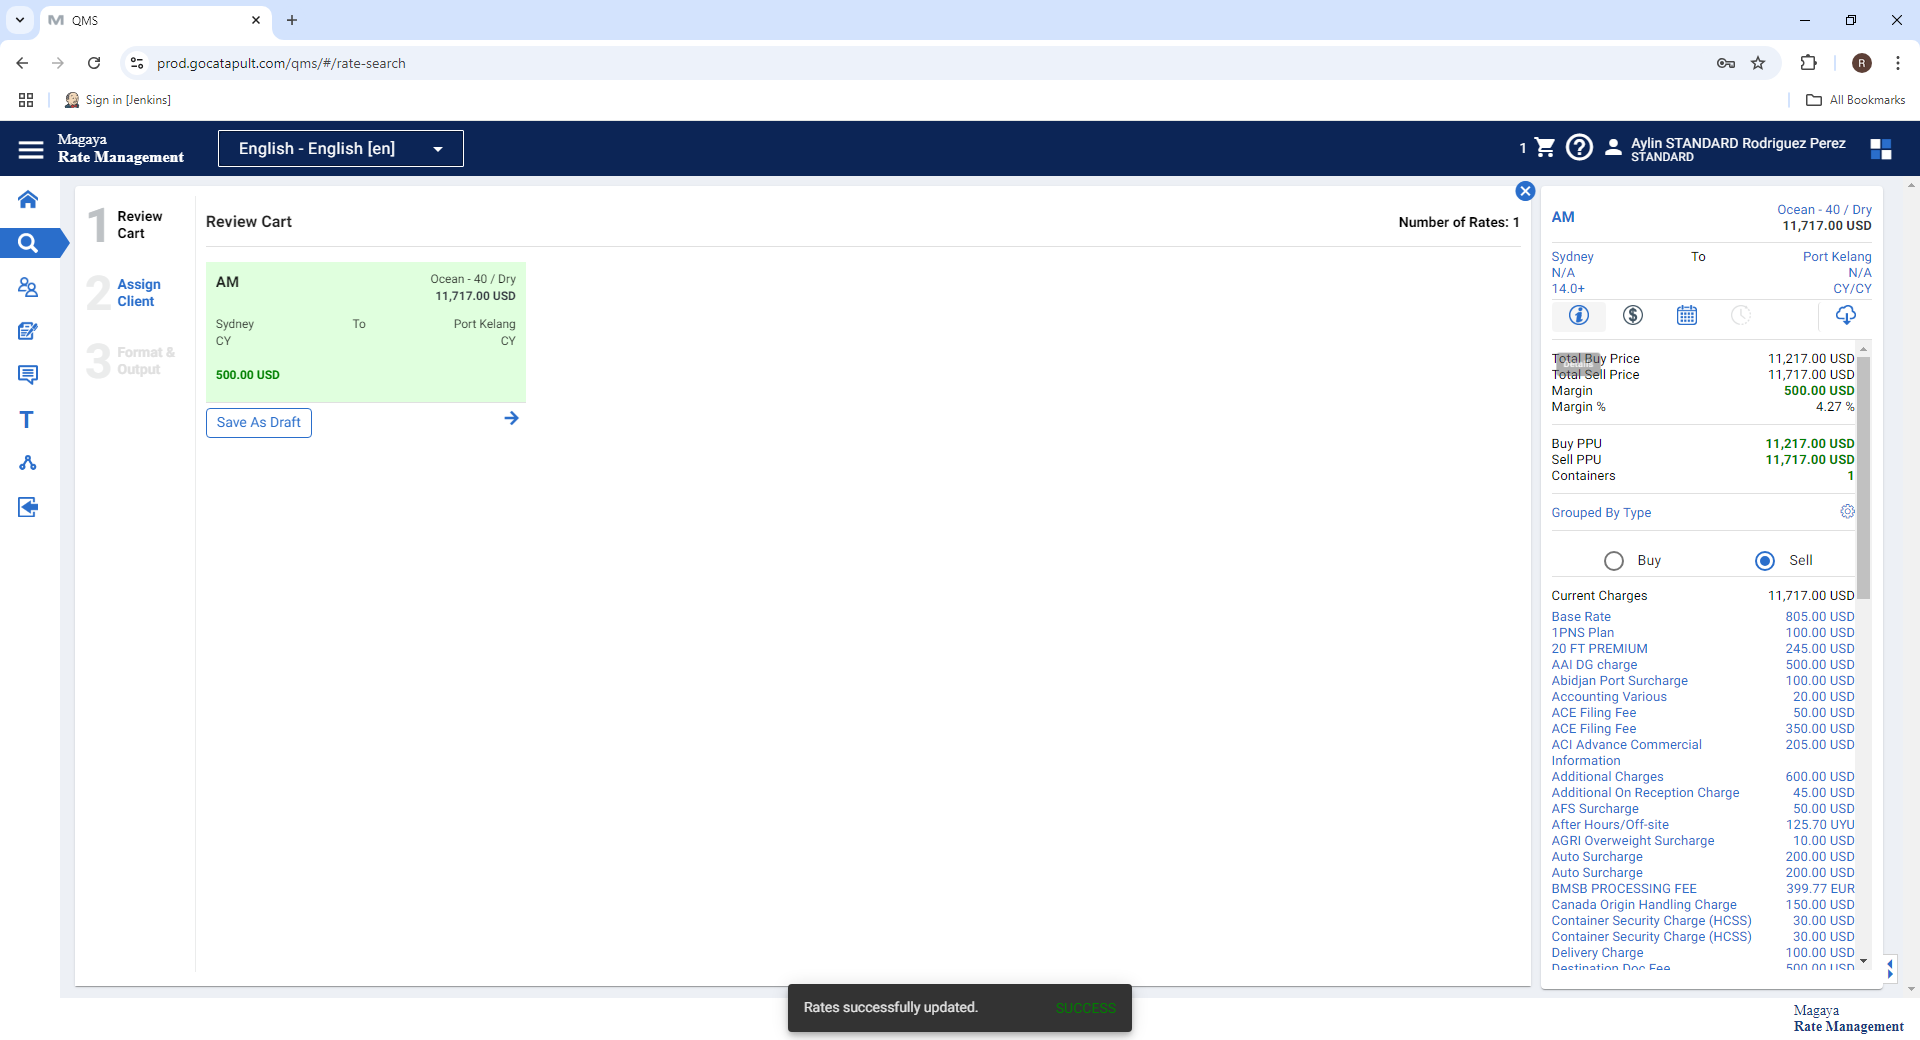 QMS
prod.gocatapult.com/qms/#/rate-search
R
Sign in [Jenkins]
All Bookmarks
Magaya
Rate Management
English - English [en]
1
Aylin STANDARD Rodriguez Perez
STANDARD
1 Review Cart
2 Assign Client
3 Format & Output
Review Cart
Number of Rates: 1
AM
Ocean - 40 / Dry
11,717.00 USD
Sydney To Port Kelang
CY CY
500.00 USD
Save As Draft
AM
Ocean - 40 / Dry
11,717.00 USD
Sydney To Port Kelang
N/A N/A
14.0+ CY/CY
Details
Total Buy Price 11,217.00 USD
Total Sell Price 11,717.00 USD
Margin 500.00 USD
Margin % 4.27 %
Buy PPU 11,217.00 USD
Sell PPU 11,717.00 USD
Containers 1
Grouped By Type
Buy Sell
Current Charges 11,717.00 USD
Base Rate 805.00 USD
1PNS Plan 100.00 USD
20 FT PREMIUM 245.00 USD
AAI DG charge 500.00 USD
Abidjan Port Surcharge 100.00 USD
Accounting Various 20.00 USD
ACE Filing Fee 50.00 USD
ACE Filing Fee 350.00 USD
ACI Advance Commercial 205.00 USD
Information
Additional Charges 600.00 USD
Additional On Reception Charge 45.00 USD
AFS Surcharge 50.00 USD
After Hours/Off-site 125.70 UYU
AGRI Overweight Surcharge 10.00 USD
Auto Surcharge 200.00 USD
Auto Surcharge 200.00 USD
BMSB PROCESSING FEE 399.77 EUR
Canada Origin Handling Charge 150.00 USD
Container Security Charge (HCSS) 30.00 USD
Container Security Charge (HCSS) 30.00 USD
Delivery Charge 100.00 USD
Destination Doc Fee 500.00 USD
Rates successfully updated. SUCCESS
Magaya
Rate Management